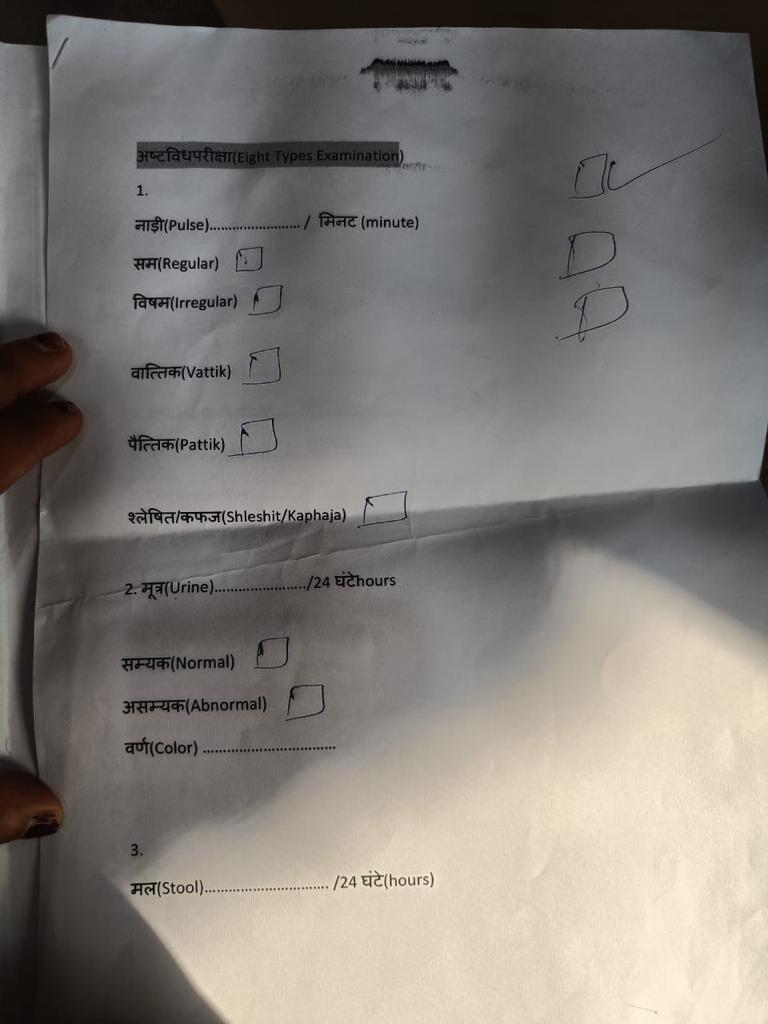 अष्टविधपरीक्षा(Eight Types Examination)
1.
नाड़ी(Pulse)....................... / मिनट (minute)
सम(Regular)
विषम(Irregular)
वात्तिक(Vattik)
पैत्तिक(Pattik)
श्लेषित/कफज(Shleshit/Kaphaja)
2. मूत्र(Urine)......................./24 घंटेhours
सम्यक(Normal)
असम्यक(Abnormal)
वर्ण(Color) .................................
3.
मल(Stool)............................... /24 घंटे(hours)